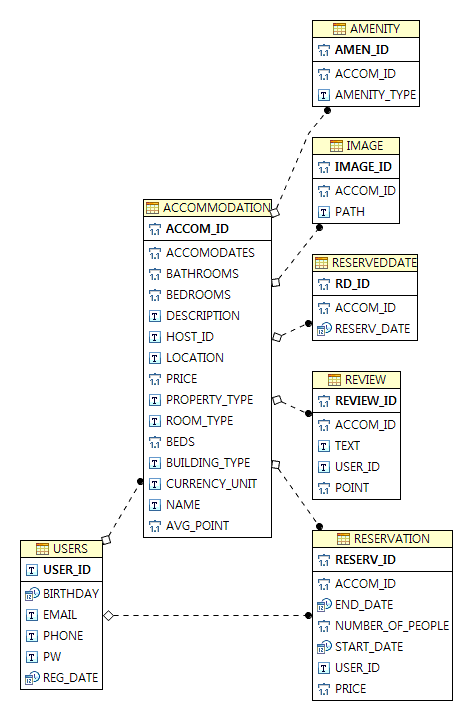 AMENITY
AMEN_ID
ACCOM_ID
AMENITY_TYPE
IMAGE
IMAGE_ID
ACCOM_ID
PATH
ACCOMMODATION
ACCOM_ID
ACCOMODATES
BATHROOMS
BEDROOMS
DESCRIPTION
HOST_ID
LOCATION
PRICE
PROPERTY_TYPE
ROOM_TYPE
BEDS
BUILDING_TYPE
CURRENCY_UNIT
NAME
AVG_POINT
RESERVEDDATE
RD_ID
ACCOM_ID
RESERV_DATE
REVIEW
REVIEW_ID
ACCOM_ID
TEXT
USER_ID
POINT
USERS
USER_ID
BIRTHDAY
EMAIL
PHONE
PW
REG_DATE
RESERVATION
RESERV_ID
ACCOM_ID
END_DATE
NUMBER_OF_PEOPLE
START_DATE
USER_ID
PRICE